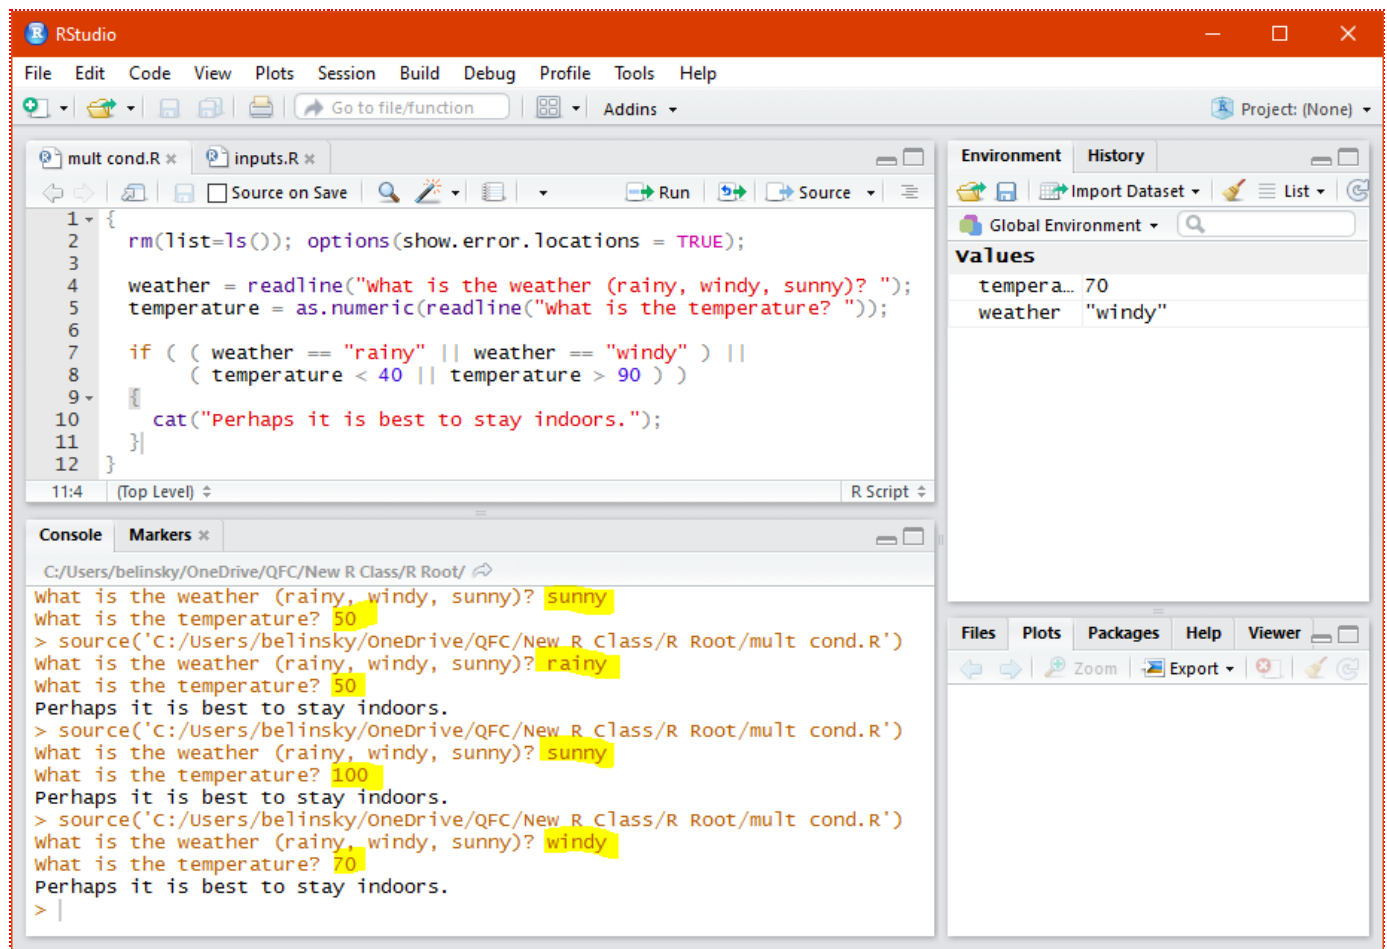 RStudio
File Edit Code View Plots Session Build Debug Profile Tools Help
Go to file/function Addins Project: (None)
mult cond.R inputs.R
Source on Save Run Source
1 {
2 rm(list=ls()); options(show.error.locations = TRUE);
3
4 weather = readline("What is the weather (rainy, windy, sunny)? ");
5 temperature = as.numeric(readline("What is the temperature? "));
6
7 if ( ( weather == "rainy" || weather == "windy" ) ||
8 ( temperature < 40 || temperature > 90 ) )
9 {
10 cat("Perhaps it is best to stay indoors.");
11 }
12 }
11:4 (Top Level) R Script
Console Markers
C:/Users/belinsky/OneDrive/QFC/New R Class/R Root/
What is the weather (rainy, windy, sunny)? sunny
What is the temperature? 50
> source('C:/Users/belinsky/OneDrive/QFC/New R Class/R Root/mult cond.R')
What is the weather (rainy, windy, sunny)? rainy
What is the temperature? 50
Perhaps it is best to stay indoors.
> source('C:/Users/belinsky/OneDrive/QFC/New R Class/R Root/mult cond.R')
What is the weather (rainy, windy, sunny)? sunny
What is the temperature? 100
Perhaps it is best to stay indoors.
> source('C:/Users/belinsky/OneDrive/QFC/New R Class/R Root/mult cond.R')
What is the weather (rainy, windy, sunny)? windy
What is the temperature? 70
Perhaps it is best to stay indoors.
>
Environment History
Import Dataset List
Global Environment
Values
tempera... 70
weather "windy"
Files Plots Packages Help Viewer
Zoom Export